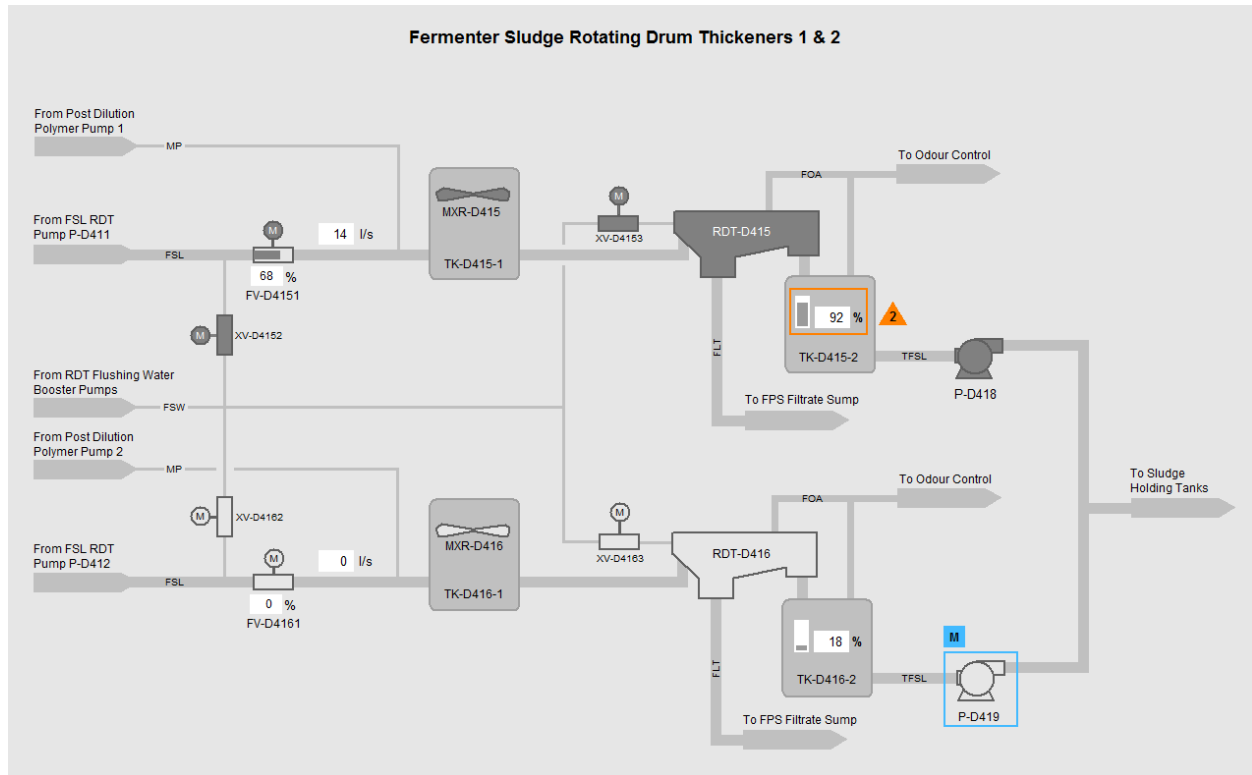 Fermenter Sludge Rotating Drum Thickeners 1 & 2
From Post Dilution
Polymer Pump 1
MP
To Odour Control
FOA
MXR-D415
TK-D415-1
M
XV-D4153
RDT-D415
From FSL RDT
Pump P-D411
FSL
M
14 l/s
68 %
FV-D4151
92 %
2
TK-D415-2
M
XV-D4152
FLT
TFSL
P-D418
From RDT Flushing Water
Booster Pumps
FSW
To FPS Filtrate Sump
From Post Dilution
Polymer Pump 2
MP
To Odour Control
FOA
To Sludge
Holding Tanks
M
XV-D4162
MXR-D416
TK-D416-1
M
XV-D4163
RDT-D416
From FSL RDT
Pump P-D412
FSL
M
0 l/s
0 %
FV-D4161
18 %
TK-D416-2
M
FLT
TFSL
P-D419
To FPS Filtrate Sump